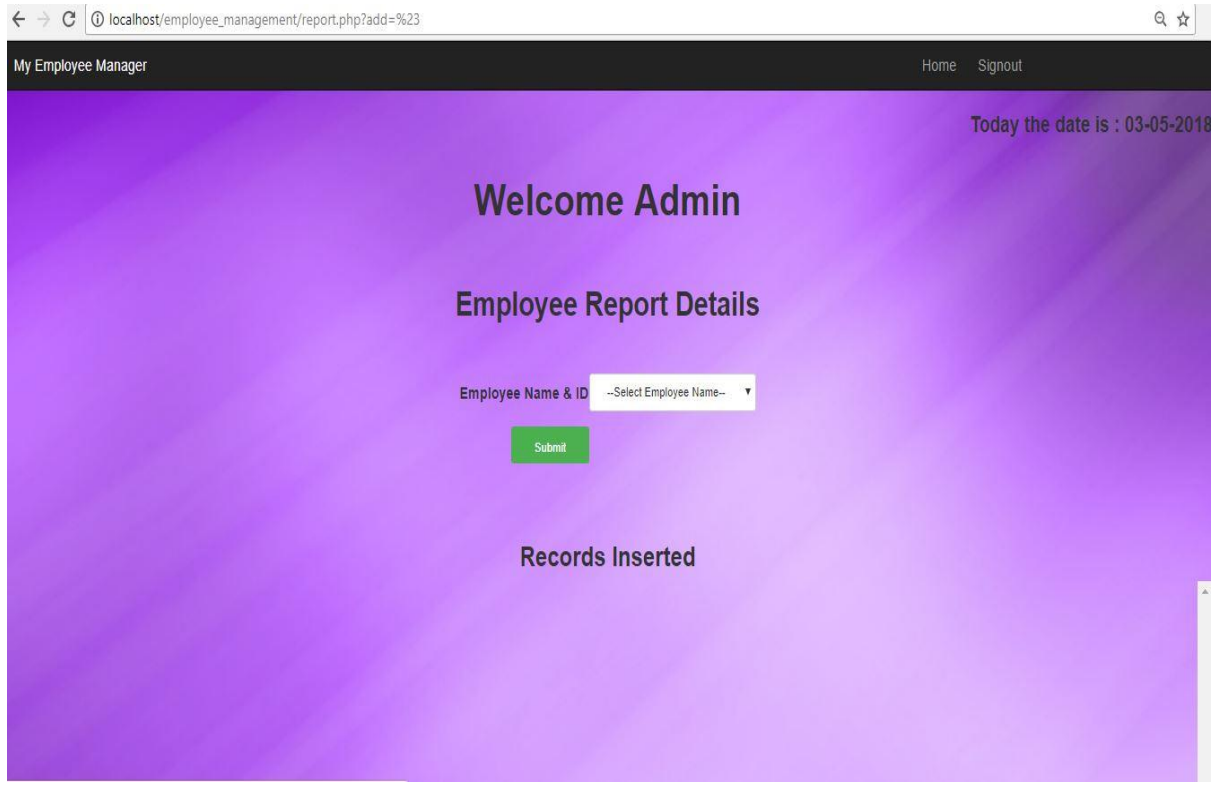 localhost/employee_management/report.php?add=%23
My Employee Manager Home Signout
Today the date is : 03-05-2018
Welcome Admin
Employee Report Details
Employee Name & ID --Select Employee Name--
Submit
Records Inserted